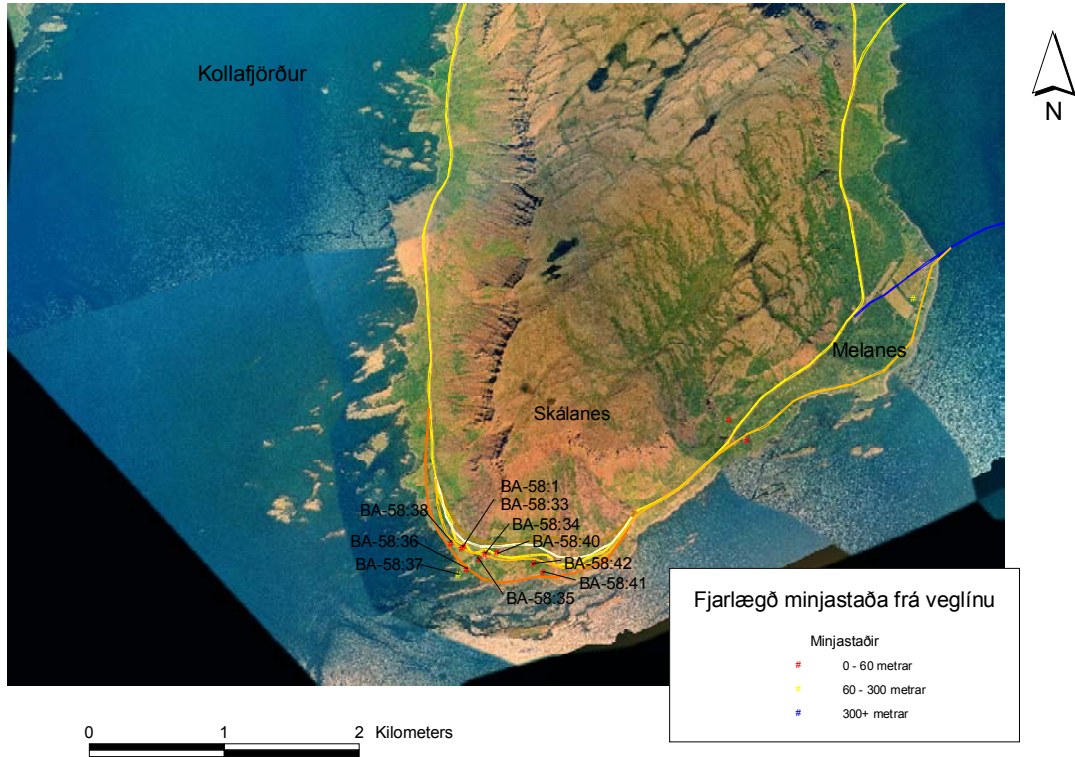 Kollafjörður
N
Melanes
Skálanes
BA-58:1
BA-58:33
BA-58:38
BA-58:34
BA-58:36
BA-58:40
BA-58:37
BA-58:42
BA-58:41
BA-58:35
Fjarlægð minjastaða frá veglínu
Minjastaðir
# 0 - 60 metrar
# 60 - 300 metrar
# 300+ metrar
0 1 2 Kilometers